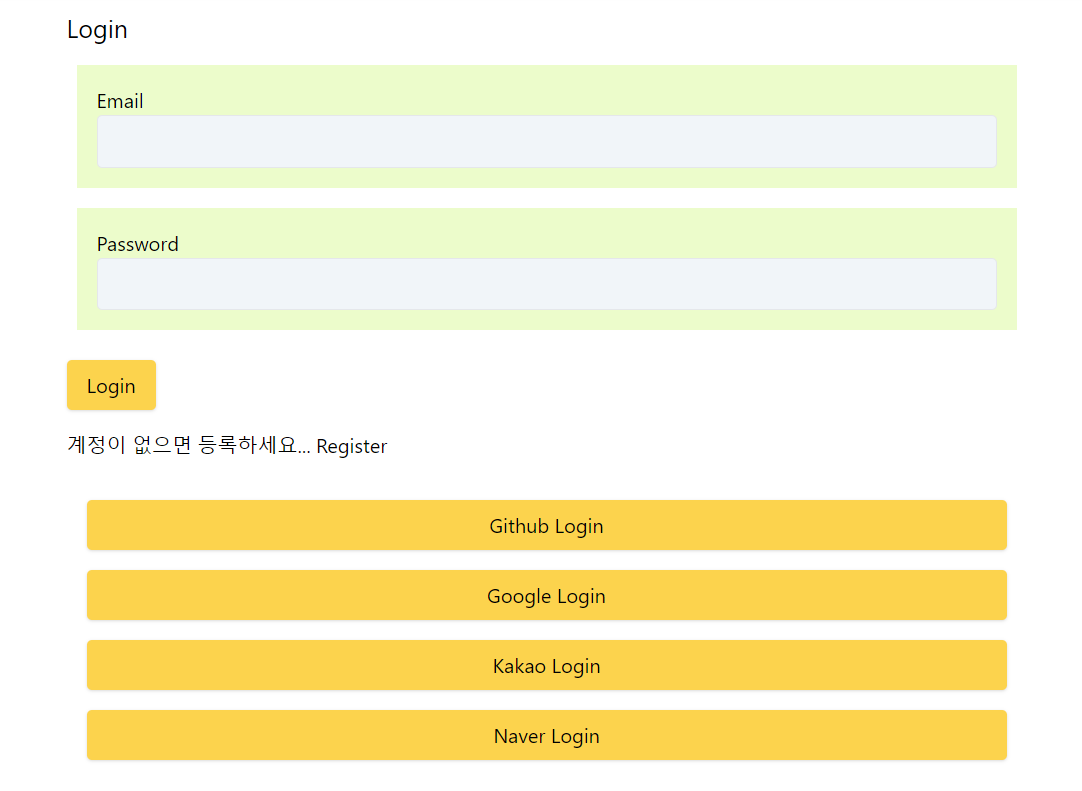 Login
Email
Password
Login
계정이 없으면 등록하세요... Register
Github Login
Google Login
Kakao Login
Naver Login